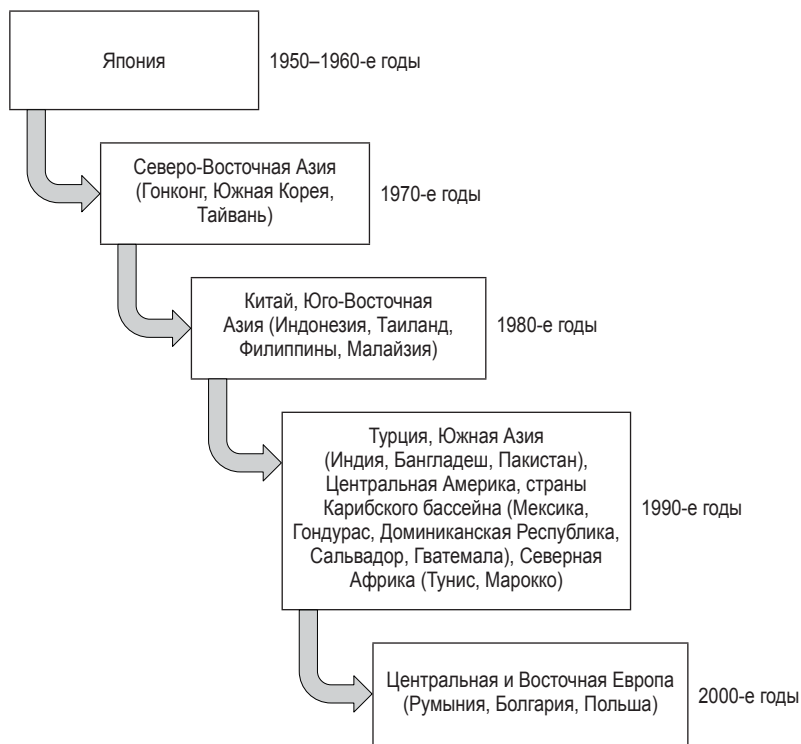 Япония
1950–1960-е годы
Северо-Восточная Азия
(Гонконг, Южная Корея,
Тайвань)
1970-е годы
Китай, Юго-Восточная
Азия (Индонезия, Таиланд,
Филиппины, Малайзия)
1980-е годы
Турция, Южная Азия
(Индия, Бангладеш, Пакистан),
Центральная Америка, страны
Карибского бассейна (Мексика,
Гондурас, Доминиканская Республика,
Сальвадор, Гватемала), Северная
Африка (Тунис, Марокко)
1990-е годы
Центральная и Восточная Европа
(Румыния, Болгария, Польша)
2000-е годы